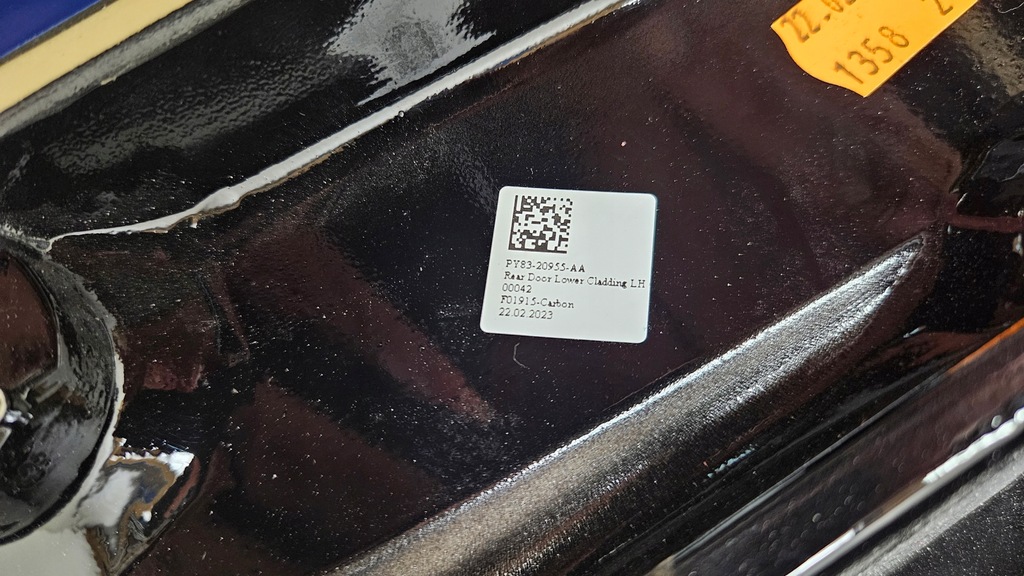 1358
PY83-20955-AA
Rear Door Lower Cladding LH
00042
F01915-Carbon
22.02.2023